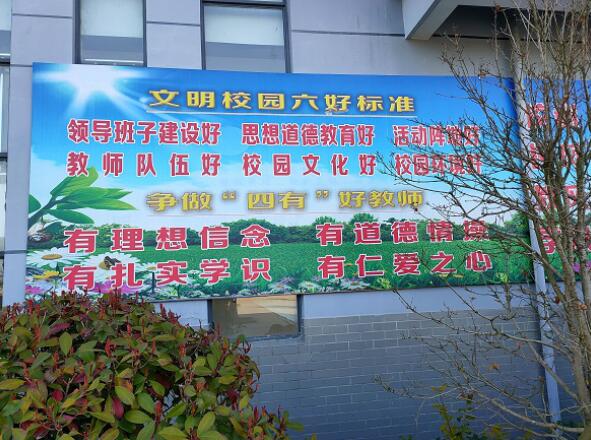 文明校园六好标准
领导班子建设好 思想道德教育好 活动阵地好
教师队伍好 校园文化好 校园环境好
争做“四有”好教师
有理想信念 有道德情操
有扎实学识 有仁爱之心